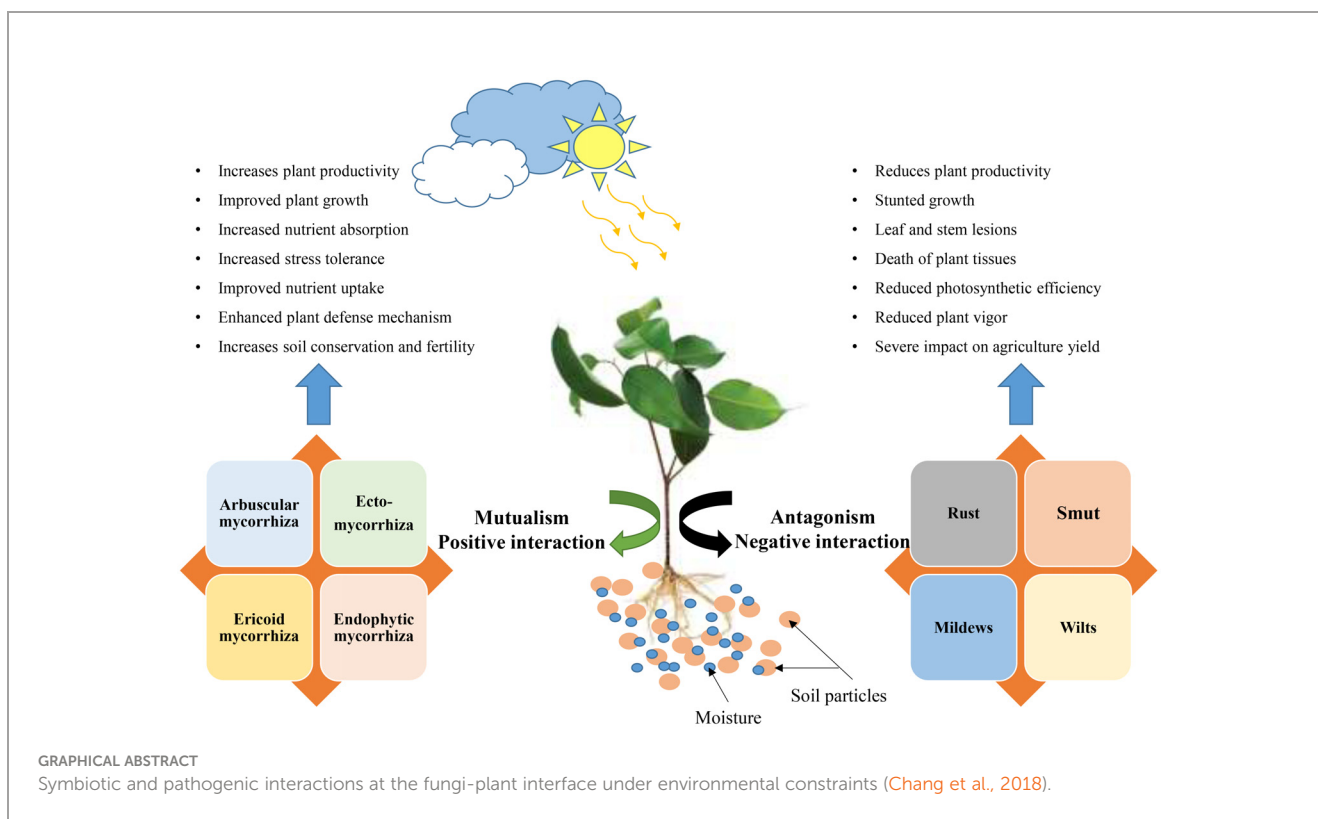 • Increases plant productivity
• Improved plant growth
• Increased nutrient absorption
• Increased stress tolerance
• Improved nutrient uptake
• Enhanced plant defense mechanism
• Increases soil conservation and fertility
• Reduces plant productivity
• Stunted growth
• Leaf and stem lesions
• Death of plant tissues
• Reduced photosynthetic efficiency
• Reduced plant vigor
• Severe impact on agriculture yield
Arbuscular
mycorrhiza
Ecto-
mycorrhiza
Ericoid
mycorrhiza
Endophytic
mycorrhiza
Mutualism
Positive interaction
Antagonism
Negative interaction
Rust
Smut
Mildews
Wilts
Soil particles
Moisture
GRAPHICAL ABSTRACT
Symbiotic and pathogenic interactions at the fungi-plant interface under environmental constraints (Chang et al., 2018).